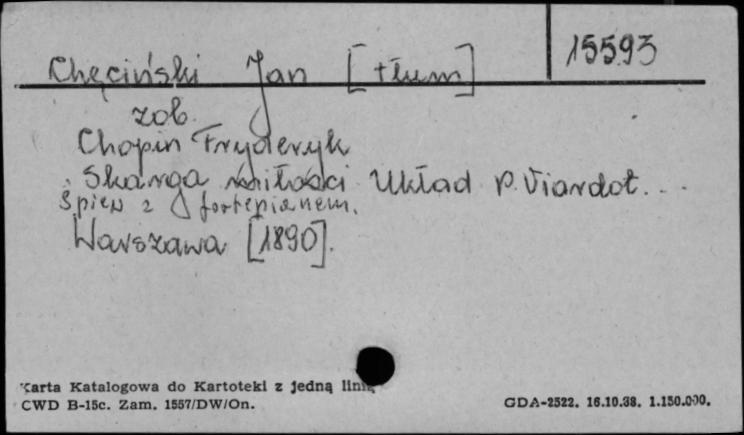 15593
Chęciński Jan [tłum]
zob.
Chopin Fryderyk
Skarga miłości Układ P. Viardot...
Śpiew z fortepianem.
Warszawa [1890].
Karta Katalogowa do Kartoteki z jedną linią
CWD B-15c. Zam. 1557/DW/On.
GDA-2522. 16.10.38. 1.150.000.